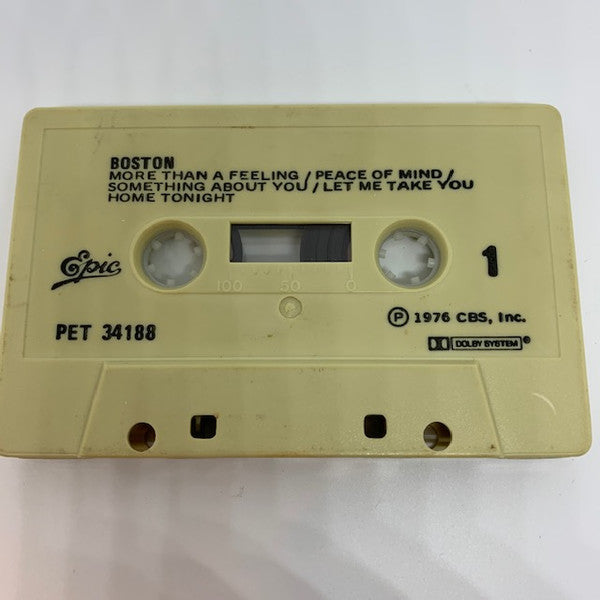 BOSTON
MORE THAN A FEELING / PEACE OF MIND /
SOMETHING ABOUT YOU / LET ME TAKE YOU
HOME TONIGHT
Epic
1
100 50 0
PET 34188
Ⓟ 1976 CBS, Inc.
DOLBY SYSTEM®